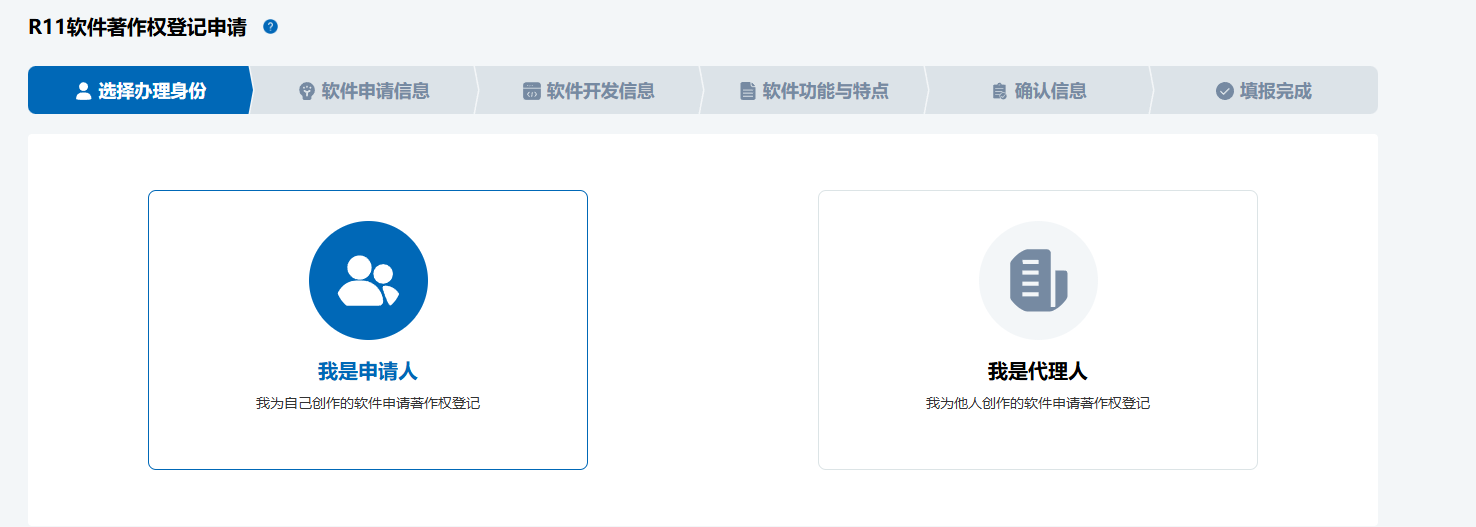 R11软件著作权登记申请 ?
选择办理身份 软件申请信息 软件开发信息 软件功能与特点 确认信息 填报完成
我是申请人 我是代理人
我为自己创作的软件申请著作权登记 我为他人创作的软件申请著作权登记